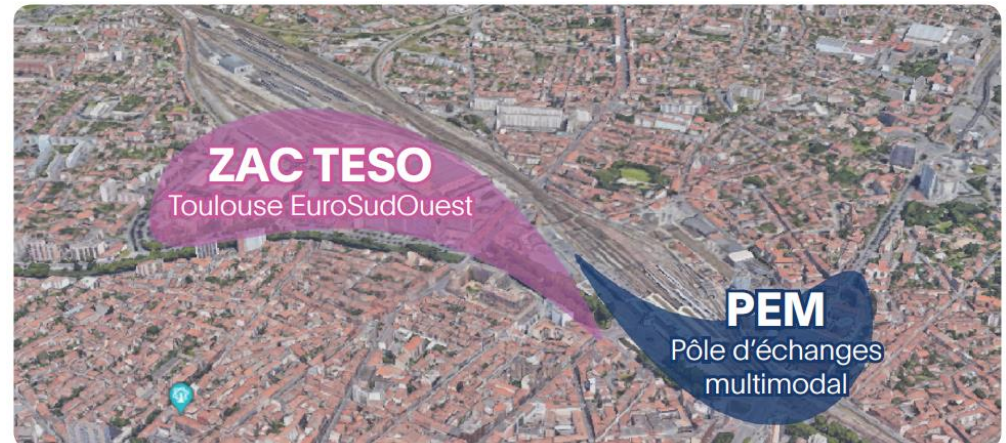 ZAC TESO
Toulouse EuroSudOuest
PEM
Pôle d'échanges
multimodal